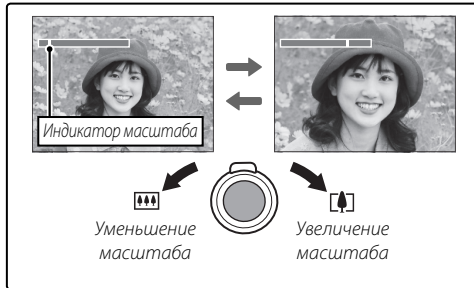 Индикатор масштаба
Уменьшение
масштаба
Увеличение
масштаба